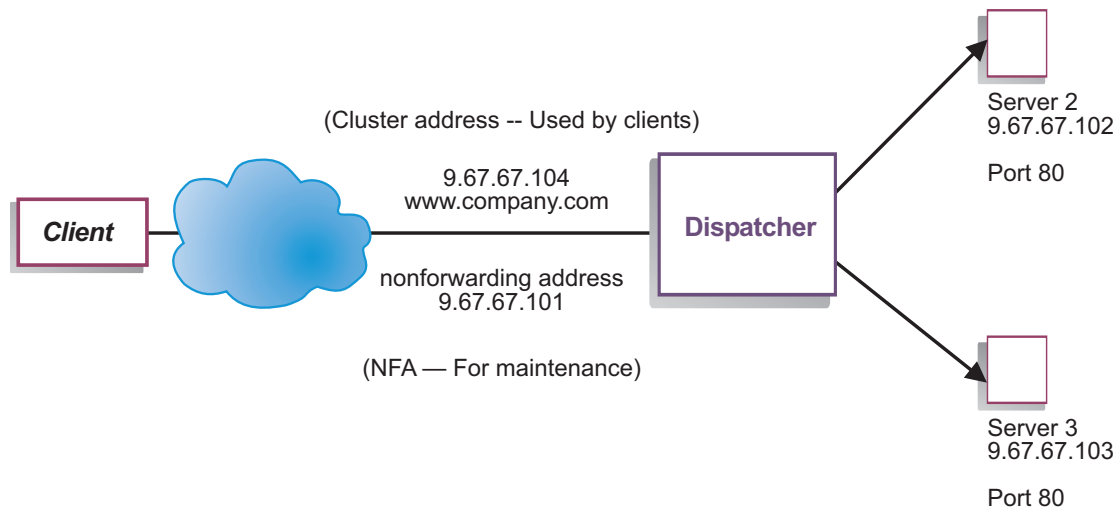 (Cluster address -- Used by clients)
9.67.67.104
www.company.com
Client
Dispatcher
nonforwarding address
9.67.67.101
(NFA — For maintenance)
Server 2
9.67.67.102
Port 80
Server 3
9.67.67.103
Port 80